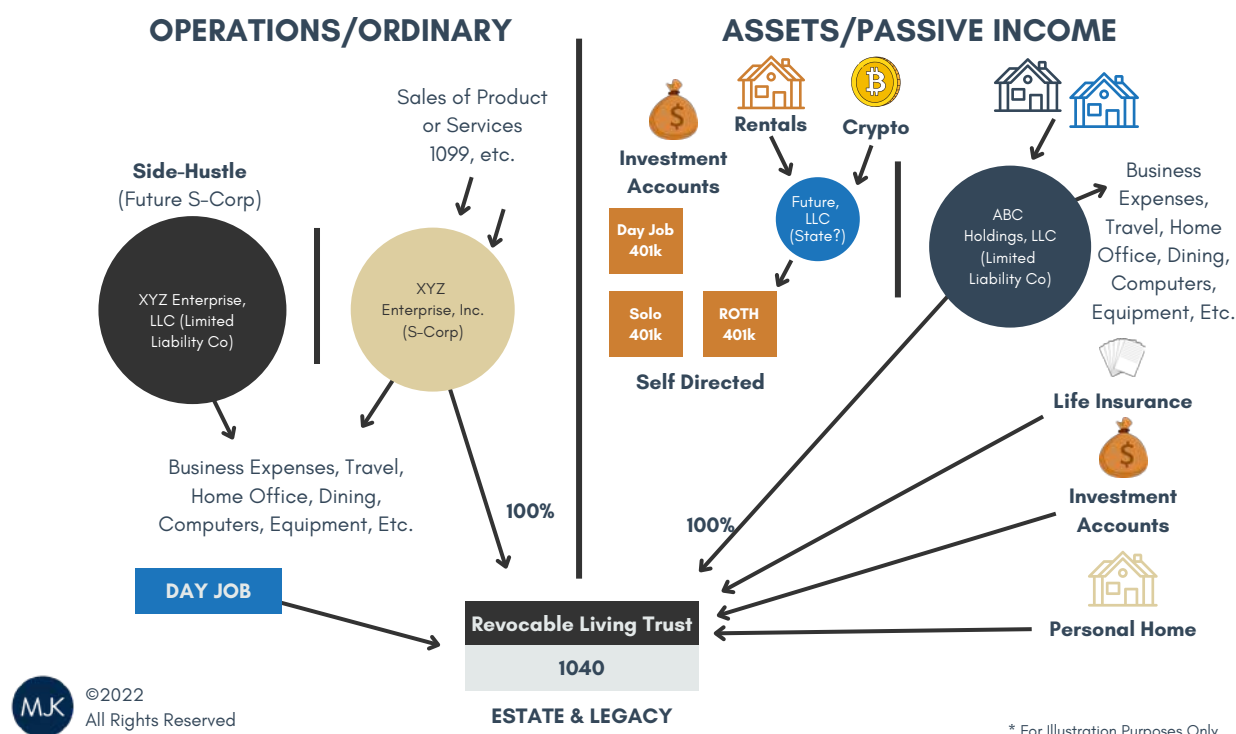 OPERATIONS/ORDINARY
Sales of Product
or Services
1099, etc.
Side-Hustle
(Future S-Corp)
XYZ Enterprise,
LLC (Limited
Liability Co)
XYZ
Enterprise, Inc.
(S-Corp)
Business Expenses, Travel,
Home Office, Dining,
Computers, Equipment, Etc.
100%
DAY JOB
ASSETS/PASSIVE INCOME
Investment
Accounts
Rentals
Crypto
Day Job
401k
Solo
401k
ROTH
401k
Self Directed
Future,
LLC
(State?)
ABC
Holdings, LLC
(Limited
Liability Co)
Business
Expenses,
Travel, Home
Office, Dining,
Computers,
Equipment, Etc.
Life Insurance
Investment
Accounts
Personal Home
100%
Revocable Living Trust
1040
ESTATE & LEGACY
MJK
©2022
All Rights Reserved
* For Illustration Purposes Only